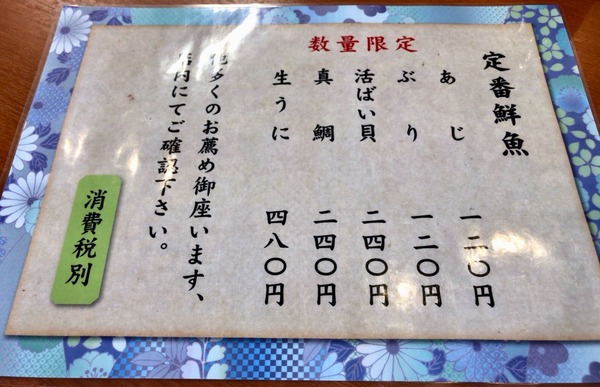 数量限定
定番鮮魚
あじ 一二〇円
ぶり 一二〇円
活ばい貝 二四〇円
真鯛 二四〇円
生うに 四八〇円
他多くのお薦め御座います、
店内にてご確認下さい。
消費税別